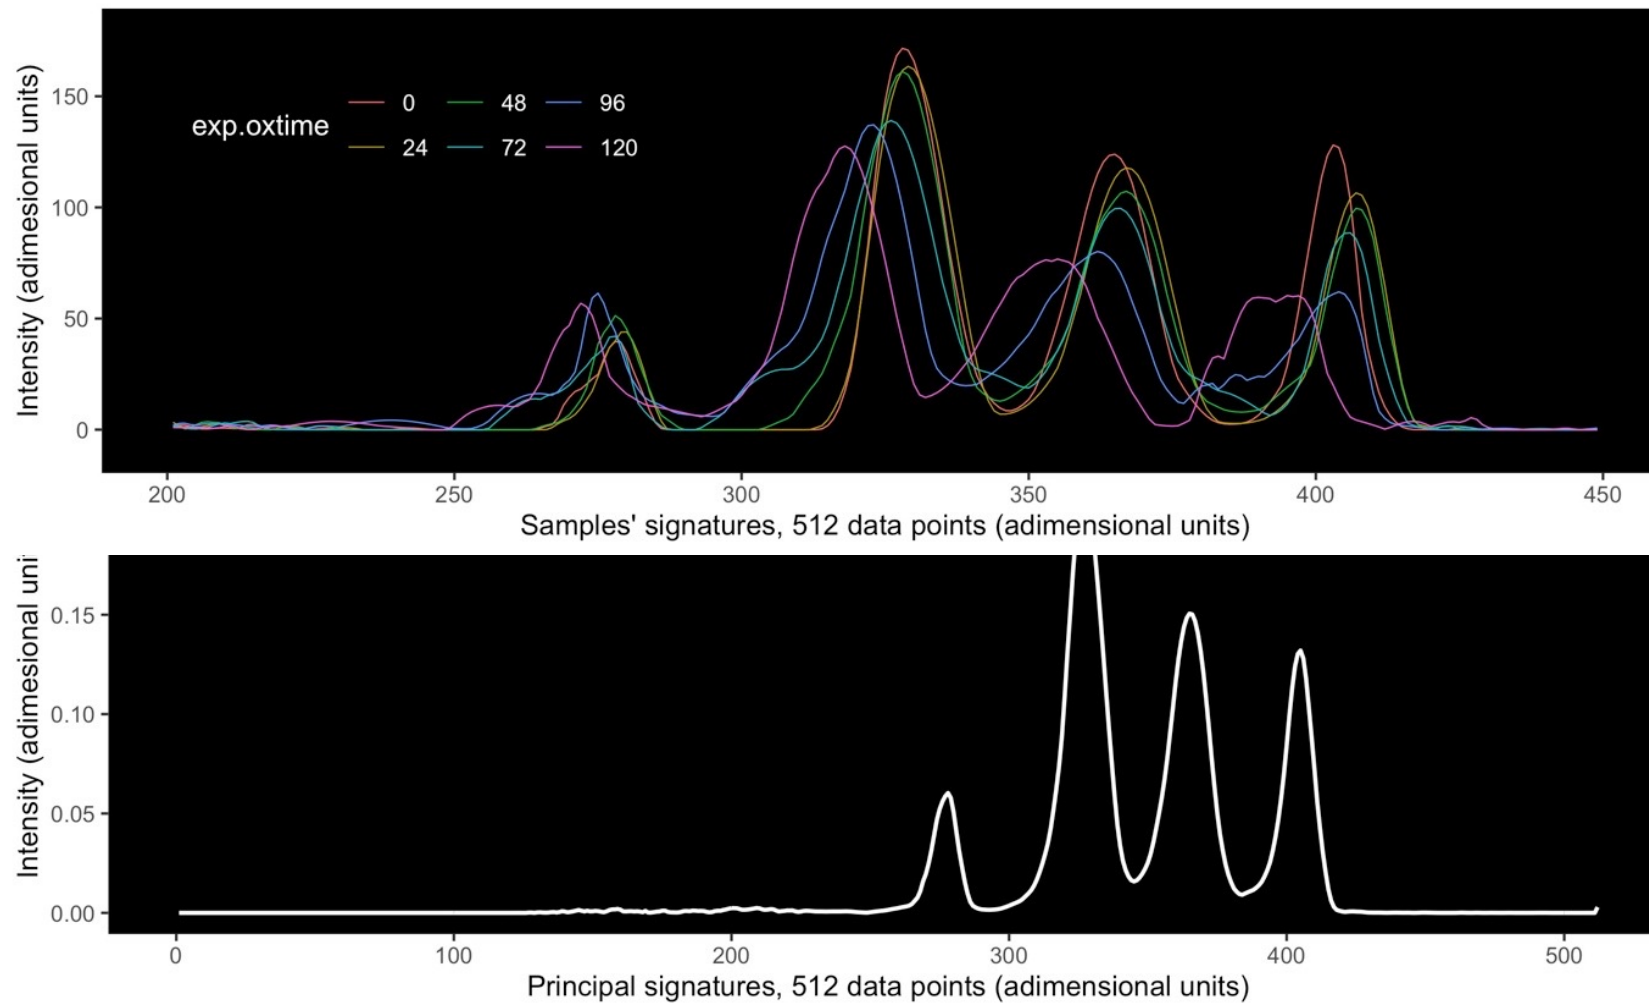 Intensity (adimesional units)
150
100
50
0
exp.oxtime
0 48 96
24 72 120
200 250 300 350 400 450
Samples' signatures, 512 data points (adimensional units)
Intensity (adimesional
0.15
0.10
0.05
0.00
0 100 200 300 400 500
Principal signatures, 512 data points (adimensional units)